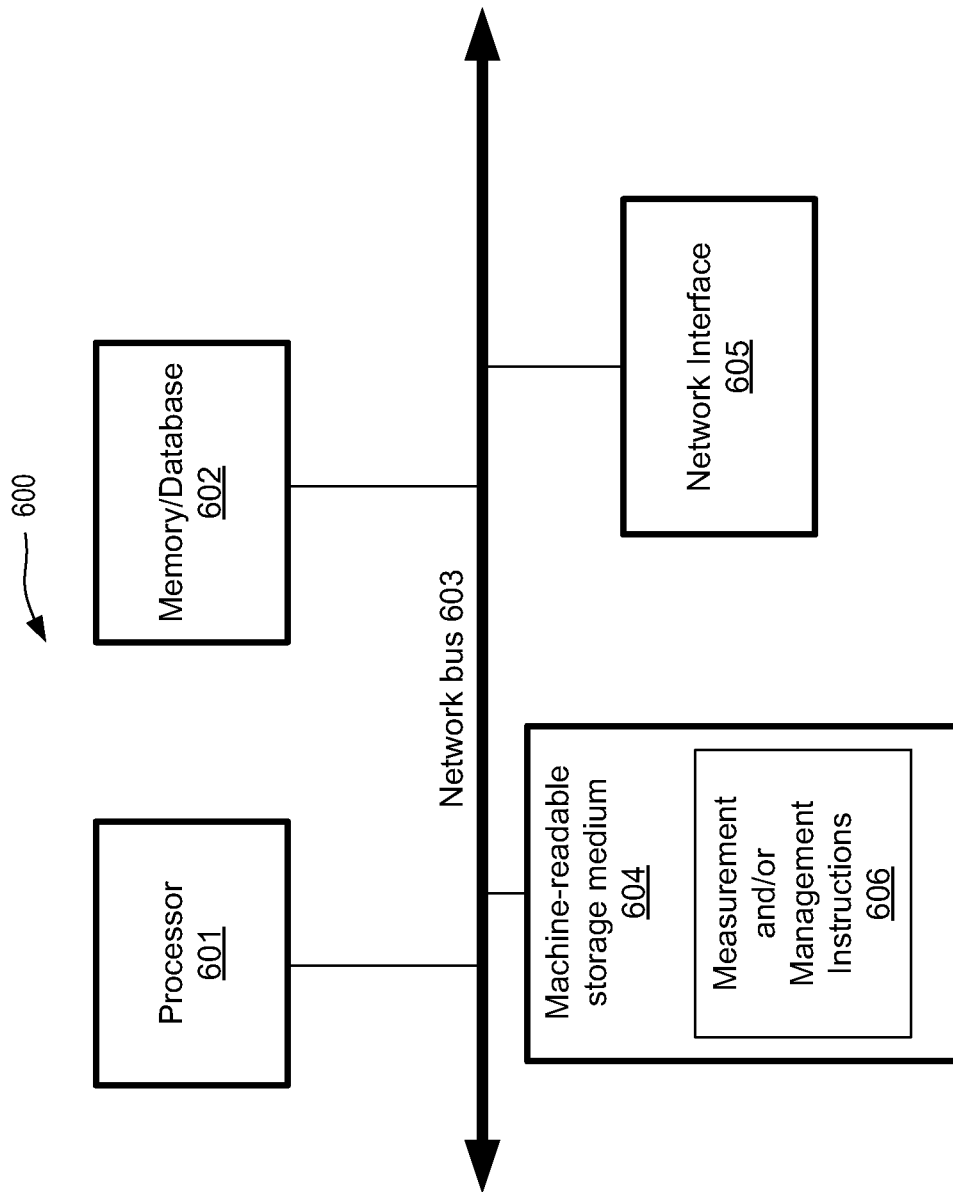 600
Processor
601
Memory/Database
602
Network bus 603
Machine-readable
storage medium
604
Measurement
and/or
Management
Instructions
606
Network Interface
605